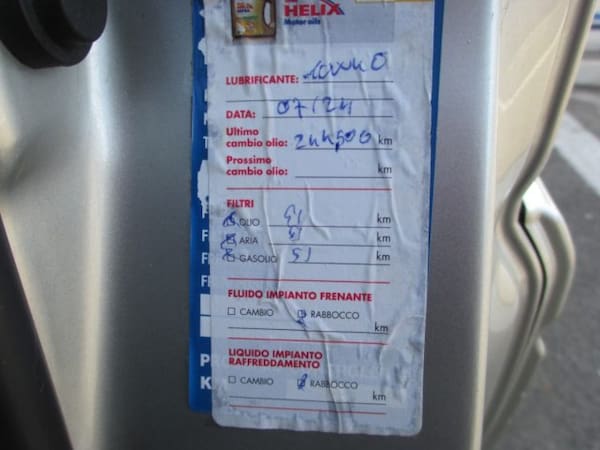 HELIX
Motor oils
LUBRIFICANTE: 10W40
DATA: 07/24
Ultimo
cambio olio: 244,500 km
Prossimo
cambio olio: km
FILTRI
OLIO SI km
ARIA SI km
GASOLIO SI km
FLUIDO IMPIANTO FRENANTE
CAMBIO RABBOCCO
km
LIQUIDO IMPIANTO
RAFFREDDAMENTO
CAMBIO RABBOCCO
km